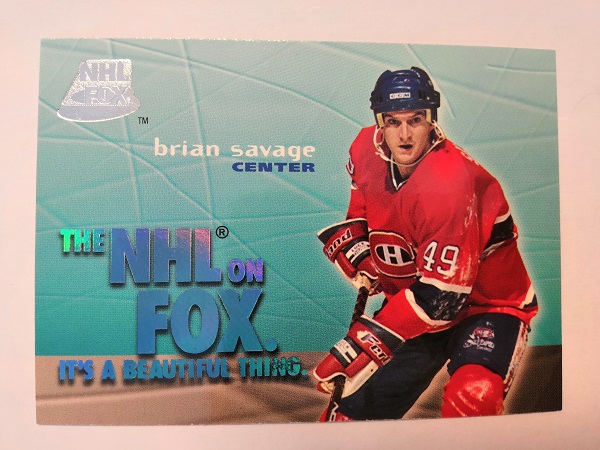 NHL
FOX
TM
CCM
brian savage
CENTER
THE NHL® ON
FOX.
IT'S A BEAUTIFUL THING.
49
H